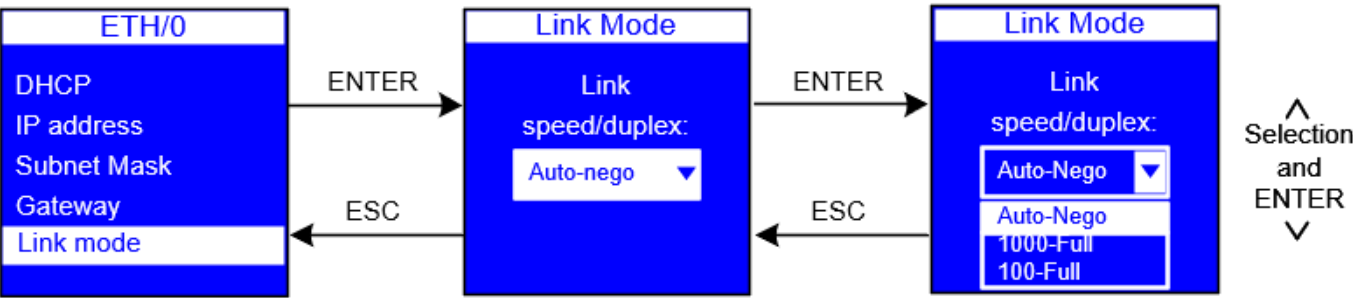 ETH/0
DHCP
IP address
Subnet Mask
Gateway
Link mode
ENTER
ESC
Link Mode
Link
speed/duplex:
Auto-nego
ENTER
ESC
Link Mode
Link
speed/duplex:
Auto-Nego
Auto-Nego
1000-Full
100-Full
Selection
and
ENTER